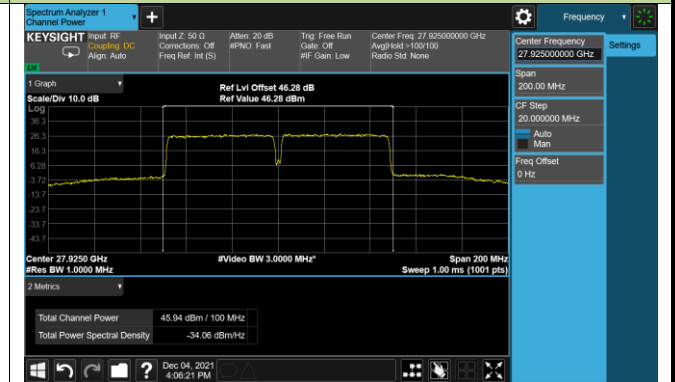 Spectrum Analyzer 1
Channel Power
+
Frequency
KEYSIGHT
Input: RF
Coupling: DC
Align: Auto
Input Z: 50 Ω
Corrections: Off
Freq Ref: Int (S)
Atten: 20 dB
#PNO: Fast
Trig: Free Run
Gate: Off
#IF Gain: Low
Center Freq: 27.925000000 GHz
Avg|Hold:>100/100
Radio Std: None
Center Frequency
27.925000000 GHz
Settings
Span
200.00 MHz
CF Step
20.000000 MHz
Auto
Man
Freq Offset
0 Hz
1 Graph
Scale/Div 10.0 dB
Ref Lvl Offset 46.28 dB
Ref Value 46.28 dBm
Log
36.3
26.3
16.3
6.28
-3.72
-13.7
-23.7
-33.7
-43.7
Center 27.9250 GHz
#Res BW 1.0000 MHz
#Video BW 3.0000 MHz*
Span 200 MHz
Sweep 1.00 ms (1001 pts)
2 Metrics
Total Channel Power 45.94 dBm / 100 MHz
Total Power Spectral Density -34.06 dBm/Hz
?
Dec 04, 2021
4:06:21 PM